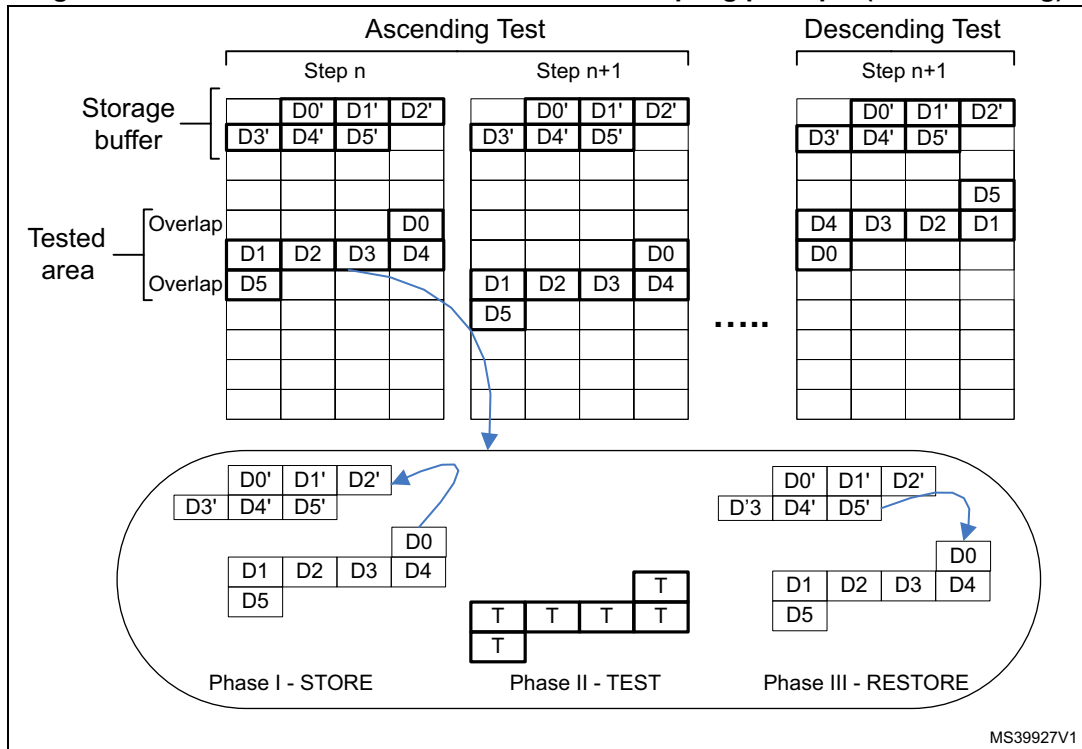 Ascending Test Descending Test
Step n Step n+1 Step n+1
Storage buffer
D0' D1' D2' D0' D1' D2' D0' D1' D2'
D3' D4' D5' D3' D4' D5' D3' D4' D5'
D5
Tested area
Overlap D0 D4 D3 D2 D1
D1 D2 D3 D4 D0 D0
Overlap D5 D1 D2 D3 D4
D5
.....
D0' D1' D2' D0' D1' D2'
D3' D4' D5' D'3 D4' D5'
D0 D0
D1 D2 D3 D4 T D1 D2 D3 D4
D5 T T T T D5
T
Phase I - STORE Phase II - TEST Phase III - RESTORE
MS39927V1